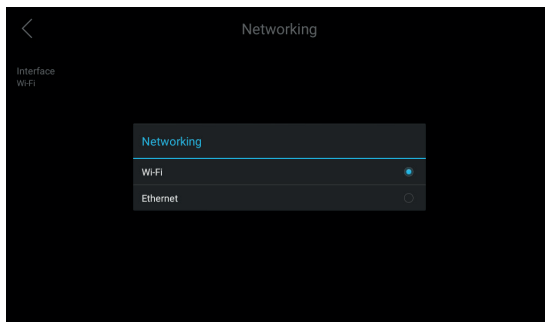 Networking
Interface
Wi-Fi
Networking
Wi-Fi
Ethernet